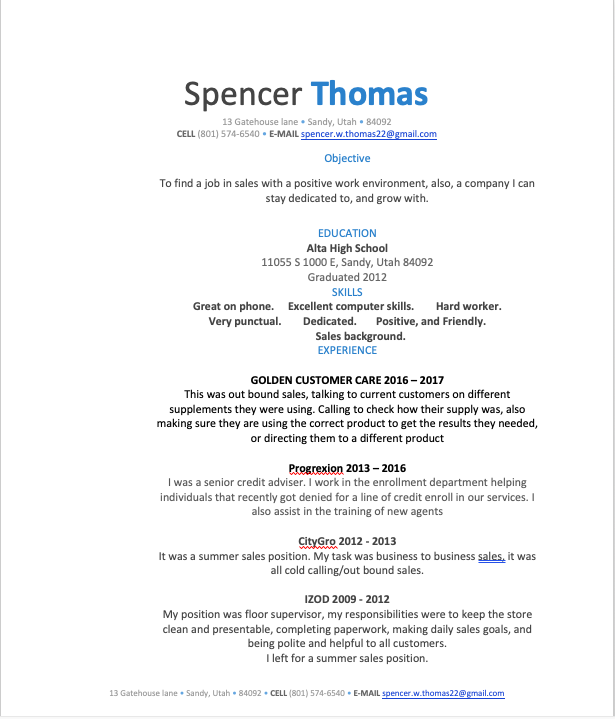 Spencer Thomas
13 Gatehouse lane • Sandy, Utah • 84092
CELL (801) 574-6540 • E-MAIL spencer.w.thomas22@gmail.com
Objective
To find a job in sales with a positive work environment, also, a company I can
stay dedicated to, and grow with.
EDUCATION
Alta High School
11055 S 1000 E, Sandy, Utah 84092
Graduated 2012
SKILLS
Great on phone. Excellent computer skills. Hard worker.
Very punctual. Dedicated. Positive, and Friendly.
Sales background.
EXPERIENCE
GOLDEN CUSTOMER CARE 2016 – 2017
This was out bound sales, talking to current customers on different
supplements they were using. Calling to check how their supply was, also
making sure they are using the correct product to get the results they needed,
or directing them to a different product
Progrexion 2013 – 2016
I was a senior credit adviser. I work in the enrollment department helping
individuals that recently got denied for a line of credit enroll in our services. I
also assist in the training of new agents
CityGro 2012 - 2013
It was a summer sales position. My task was business to business sales, it was
all cold calling/out bound sales.
IZOD 2009 - 2012
My position was floor supervisor, my responsibilities were to keep the store
clean and presentable, completing paperwork, making daily sales goals, and
being polite and helpful to all customers.
I left for a summer sales position.
13 Gatehouse lane • Sandy, Utah • 84092 • CELL (801) 574-6540 • E-MAIL spencer.w.thomas22@gmail.com